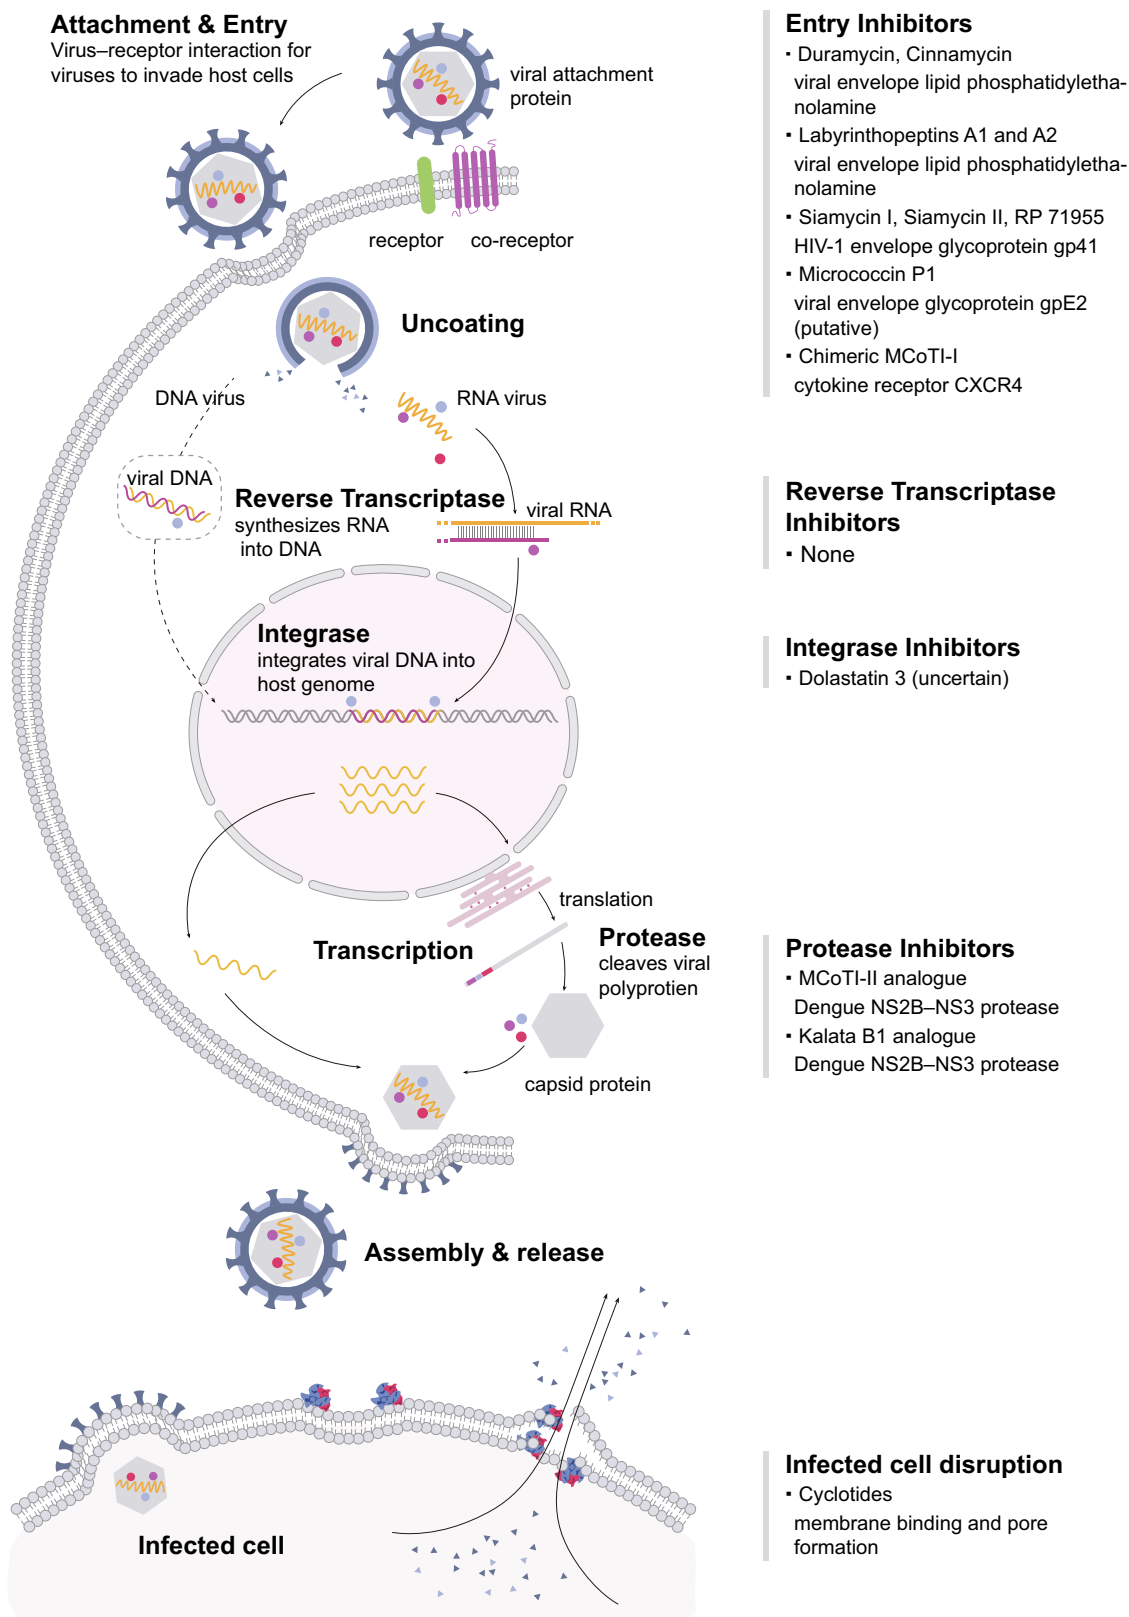 Attachment & Entry
Virus–receptor interaction for
viruses to invade host cells
viral attachment
protein
receptor
co-receptor
Uncoating
DNA virus
RNA virus
viral DNA
Reverse Transcriptase
synthesizes RNA
into DNA
viral RNA
Integrase
integrates viral DNA into
host genome
translation
Transcription
Protease
cleaves viral
polyprotien
capsid protein
Assembly & release
Infected cell
Entry Inhibitors
▪ Duramycin, Cinnamycin
viral envelope lipid phosphatidyletha-
nolamine
▪ Labyrinthopeptins A1 and A2
viral envelope lipid phosphatidyletha-
nolamine
▪ Siamycin I, Siamycin II, RP 71955
HIV-1 envelope glycoprotein gp41
▪ Micrococcin P1
viral envelope glycoprotein gpE2
(putative)
▪ Chimeric MCoTI-I
cytokine receptor CXCR4
Reverse Transcriptase
Inhibitors
▪ None
Integrase Inhibitors
▪ Dolastatin 3 (uncertain)
Protease Inhibitors
▪ MCoTI-II analogue
Dengue NS2B–NS3 protease
▪ Kalata B1 analogue
Dengue NS2B–NS3 protease
Infected cell disruption
▪ Cyclotides
membrane binding and pore
formation